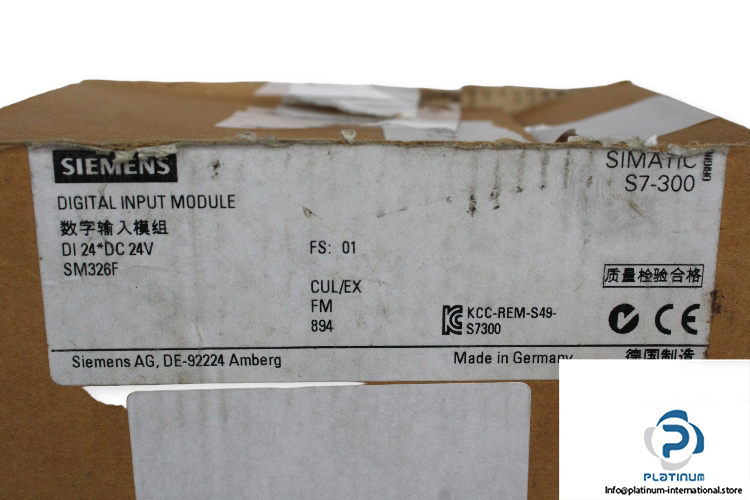 SIEMENS
SIMATIC
S7-300
DIGITAL INPUT MODULE
数字输入模组
DI 24*DC 24V
SM326F
FS: 01
CUL/EX
FM
894
KCC-REM-S49-
S7300
质量检验合格
CE
Siemens AG, DE-92224 Amberg
Made in Germany
德国制造
PLATINUM
Info@platinum-international.store